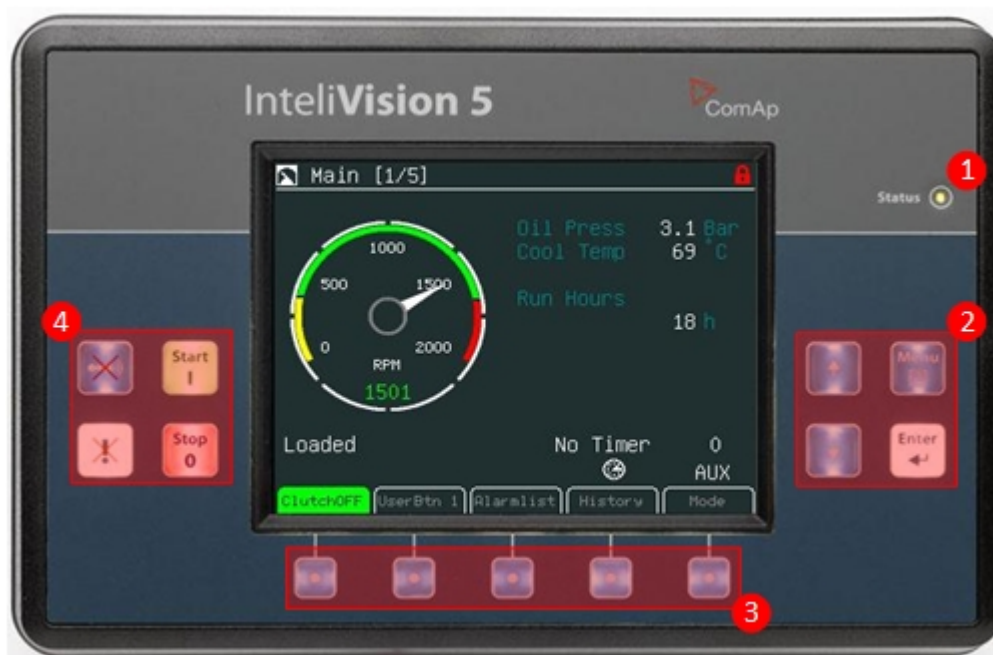 InteliVision 5
ComAp
Main [1/5]
1
Status
Oil Press 3.1 Bar
Cool Temp 69 °C
Run Hours
18 h
0
500
1000
1500
2000
RPM
1501
4
2
Start
I
Menu
Stop
0
Enter
Loaded
No Timer
0
AUX
ClutchOFF UserBtn 1 Alarmlist History Mode
3